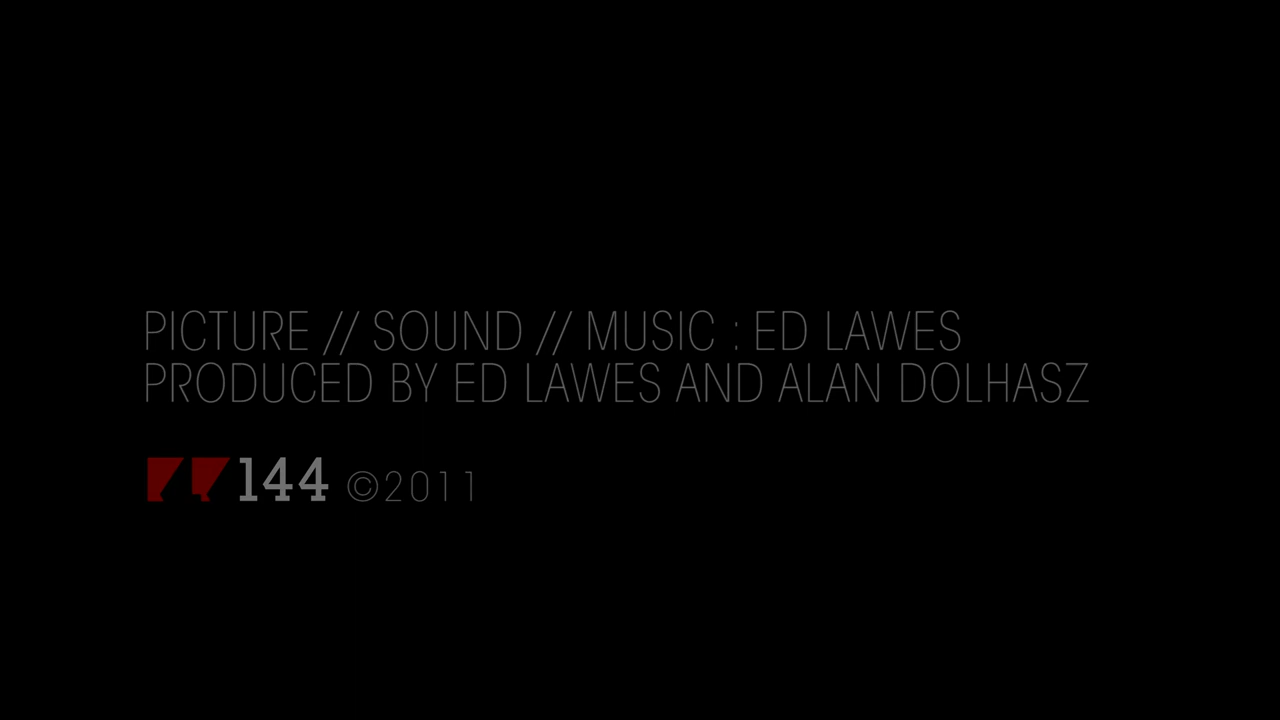 PICTURE // SOUND // MUSIC : ED LAWES
PRODUCED BY ED LAWES AND ALAN DOLHASZ
144 ©2011